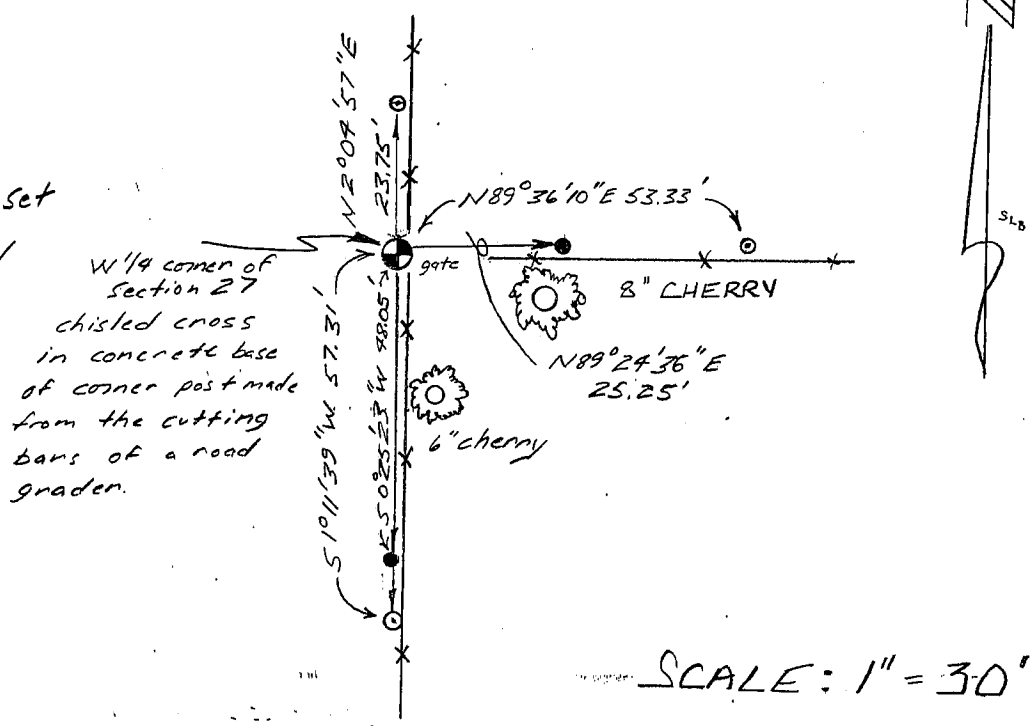 set
W 1/4 corner of
Section 27
chisled cross
in concrete base
of corner post made
from the cutting
bars of a road
grader.
N 2°04'57"E
23.75'
N89°36'10"E 53.33'
gate
8" CHERRY
N89°24'36"E
25.25'
6" cherry
S 1°11'39"W 57.31'
S 0°25'23"W 48.05'
SLB
SCALE: 1" = 30"